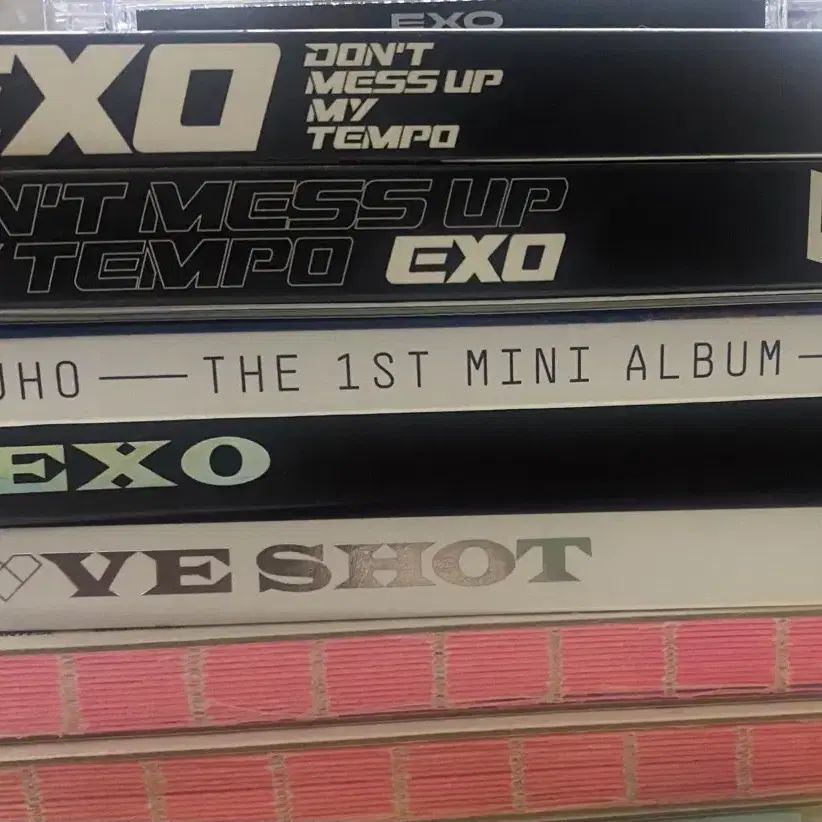 EXO
EXO
DON'T
MESS UP
MY
TEMPO
N'T MESS UP
TEMPO EXO
UHO — THE 1ST MINI ALBUM —
EXO
VE SHOT